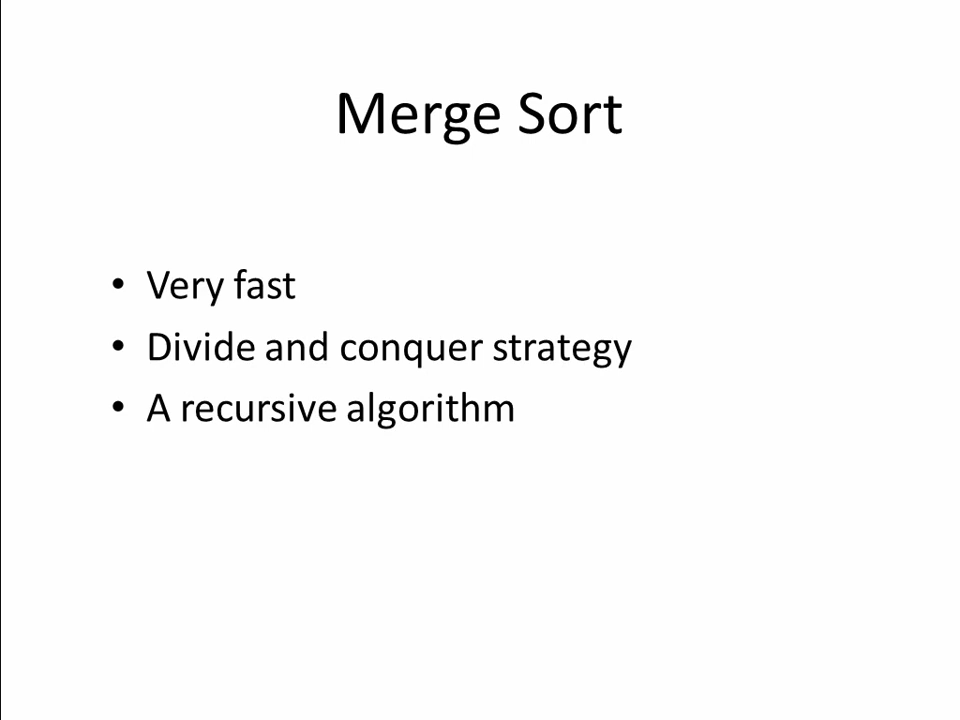 Merge Sort
• Very fast
• Divide and conquer strategy
• A recursive algorithm